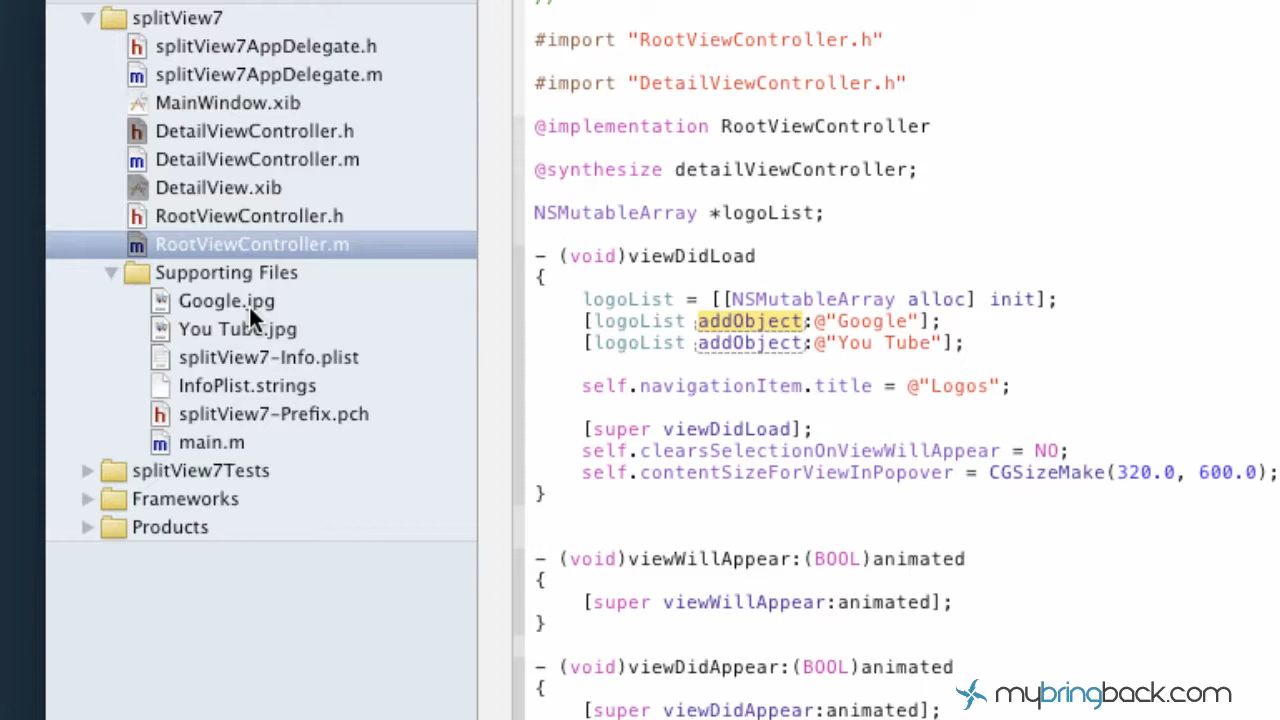 splitView7
splitView7AppDelegate.h
splitView7AppDelegate.m
MainWindow.xib
DetailViewController.h
DetailViewController.m
DetailView.xib
RootViewController.h
RootViewController.m
Supporting Files
Google.jpg
You Tube.jpg
splitView7-Info.plist
InfoPlist.strings
splitView7-Prefix.pch
main.m
splitView7Tests
Frameworks
Products
//
#import "RootViewController.h"
#import "DetailViewController.h"
@implementation RootViewController
@synthesize detailViewController;
NSMutableArray *logoList;
- (void)viewDidLoad
{
logoList = [[NSMutableArray alloc] init];
[logoList addObject:@"Google"];
[logoList addObject:@"You Tube"];
self.navigationItem.title = @"Logos";
[super viewDidLoad];
self.clearsSelectionOnViewWillAppear = NO;
self.contentSizeForViewInPopover = CGSizeMake(320.0, 600.0);
}
- (void)viewWillAppear:(BOOL)animated
{
[super viewWillAppear:animated];
}
- (void)viewDidAppear:(BOOL)animated
{
[super viewDidAppear:animated];
mybringback.com